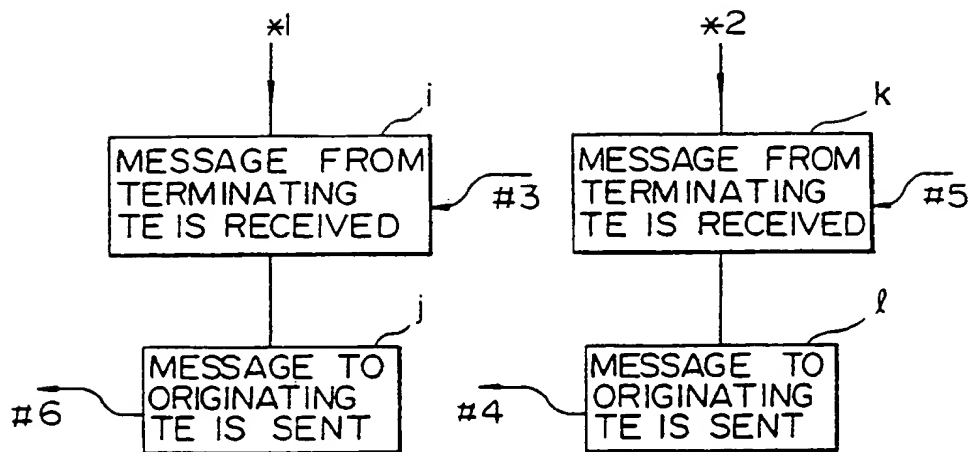 *1
i
MESSAGE FROM
TERMINATING
TE IS RECEIVED
#3
j
MESSAGE TO
ORIGINATING
TE IS SENT
#6
*2
k
MESSAGE FROM
TERMINATING
TE IS RECEIVED
#5
ℓ
MESSAGE TO
ORIGINATING
TE IS SENT
#4